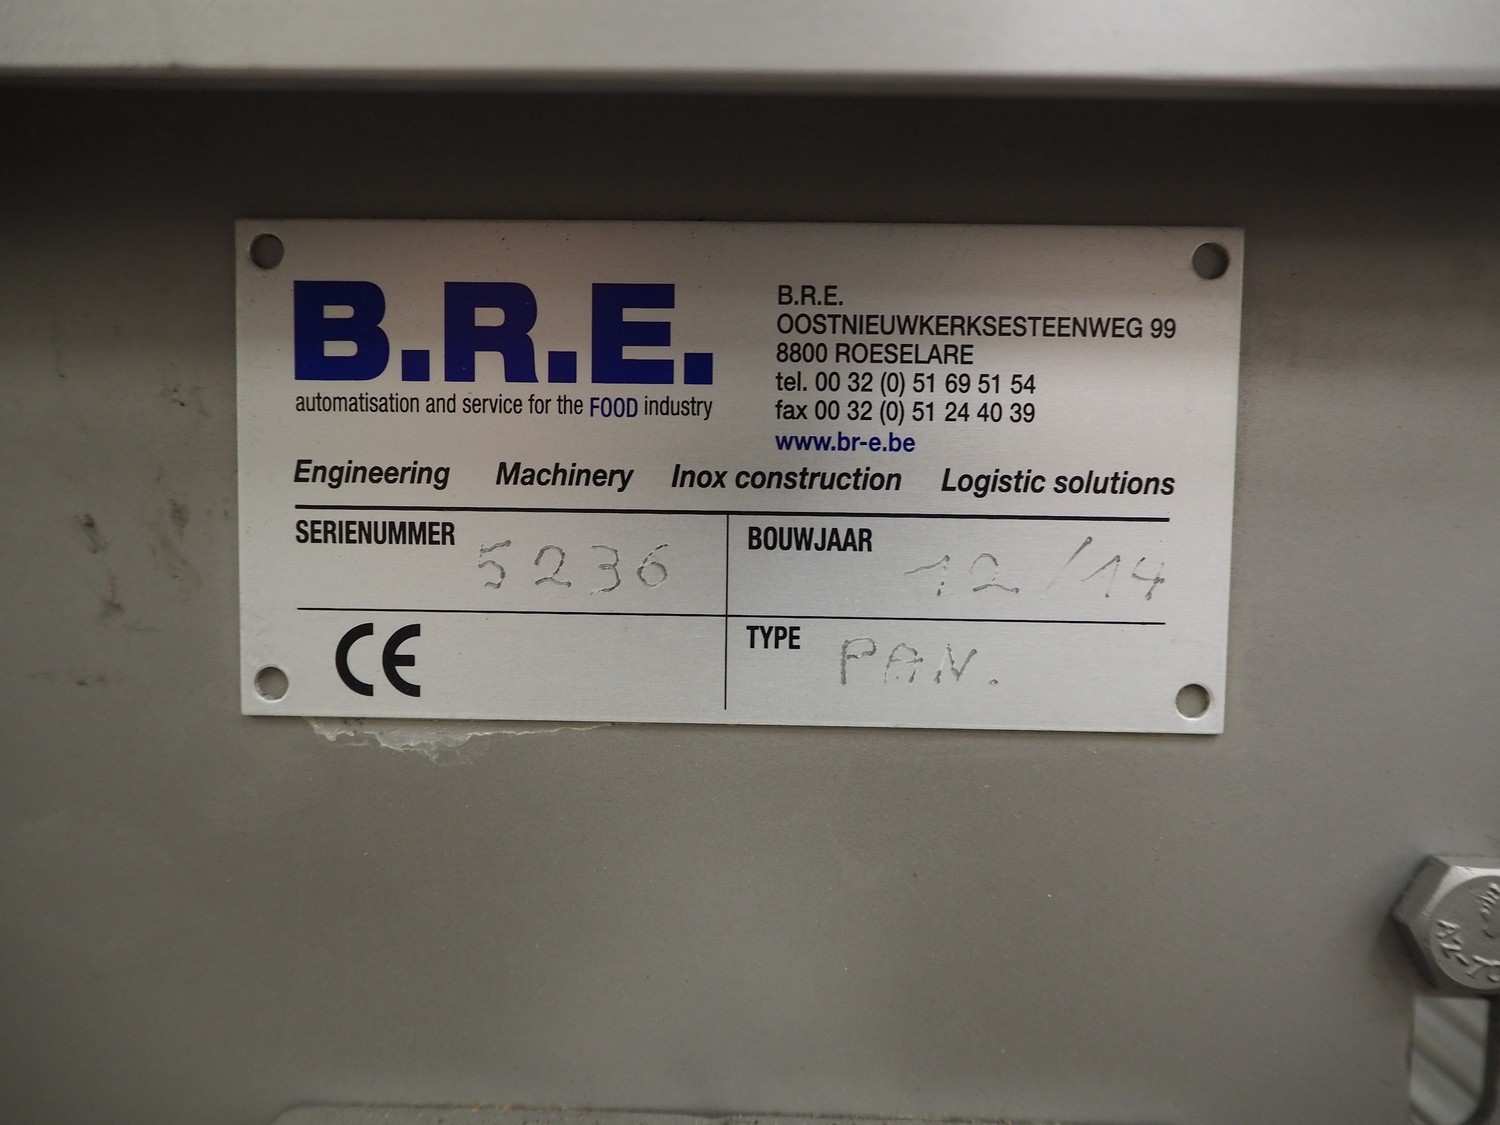 B.R.E.
automatisation and service for the FOOD industry
B.R.E.
OOSTNIEUWKERKSESTEENWEG 99
8800 ROESELARE
tel. 00 32 (0) 51 69 51 54
fax 00 32 (0) 51 24 40 39
www.br-e.be
Engineering Machinery Inox construction Logistic solutions
SERIENUMMER 5236
BOUWJAAR 12/14
CE
TYPE PAN.